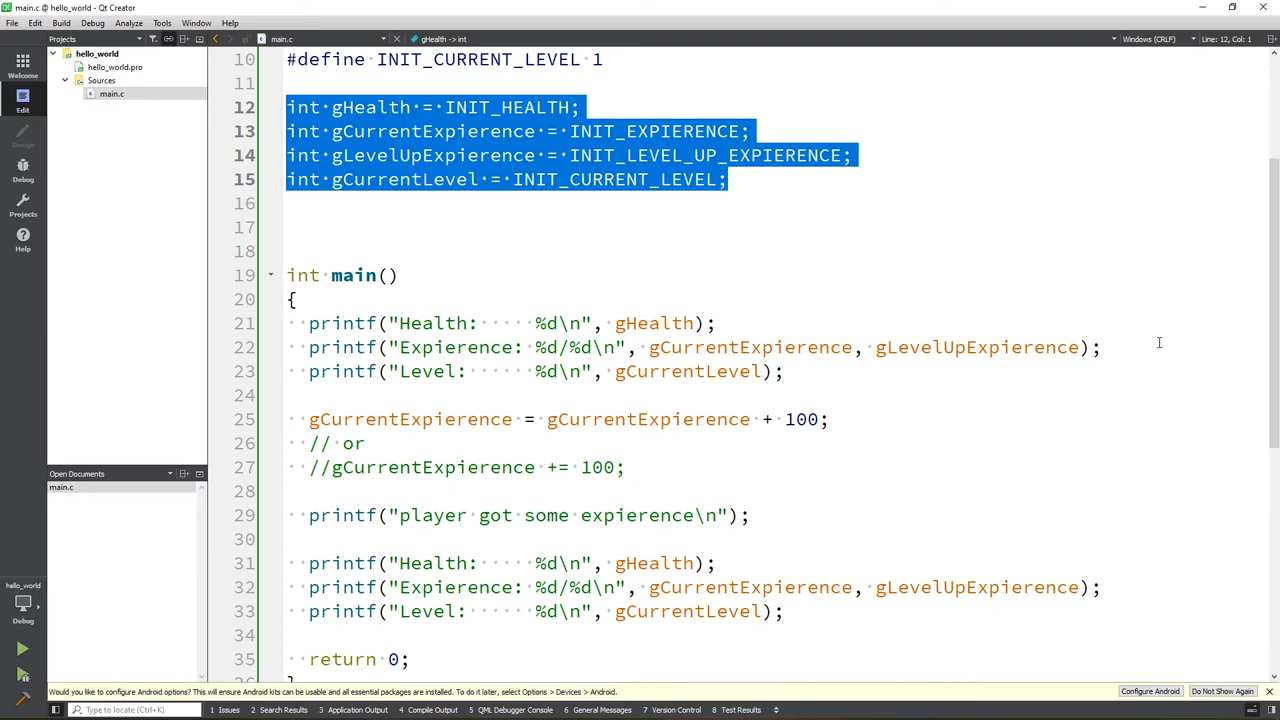 main.c @ hello_world - Qt Creator
File Edit Build Debug Analyze Tools Window Help
Projects main.c gHealth -> int Windows (CRLF) Line: 12, Col: 1
Welcome
Edit
Design
Debug
Projects
Help
hello_world
hello_world.pro
Sources
main.c
10 #define INIT_CURRENT_LEVEL 1
11
12 int gHealth = INIT_HEALTH;
13 int gCurrentExpierence = INIT_EXPIERENCE;
14 int gLevelUpExpierence = INIT_LEVEL_UP_EXPIERENCE;
15 int gCurrentLevel = INIT_CURRENT_LEVEL;
16
17
18
19 int main()
20 {
21 printf("Health:     %d\n", gHealth);
22 printf("Expierence: %d/%d\n", gCurrentExpierence, gLevelUpExpierence);
23 printf("Level:      %d\n", gCurrentLevel);
24
25 gCurrentExpierence = gCurrentExpierence + 100;
26 // or
27 //gCurrentExpierence += 100;
28
29 printf("player got some expierence\n");
30
31 printf("Health:     %d\n", gHealth);
32 printf("Expierence: %d/%d\n", gCurrentExpierence, gLevelUpExpierence);
33 printf("Level:      %d\n", gCurrentLevel);
34
35 return 0;
36 }
Open Documents
main.c
hello_world
Debug
Would you like to configure Android options? This will ensure Android kits can be usable and all essential packages are installed. To do it later, select Options > Devices > Android. Configure Android Do Not Show Again
Type to locate (Ctrl+K) 1 Issues 2 Search Results 3 Application Output 4 Compile Output 5 QML Debugger Console 6 General Messages 7 Version Control 8 Test Results